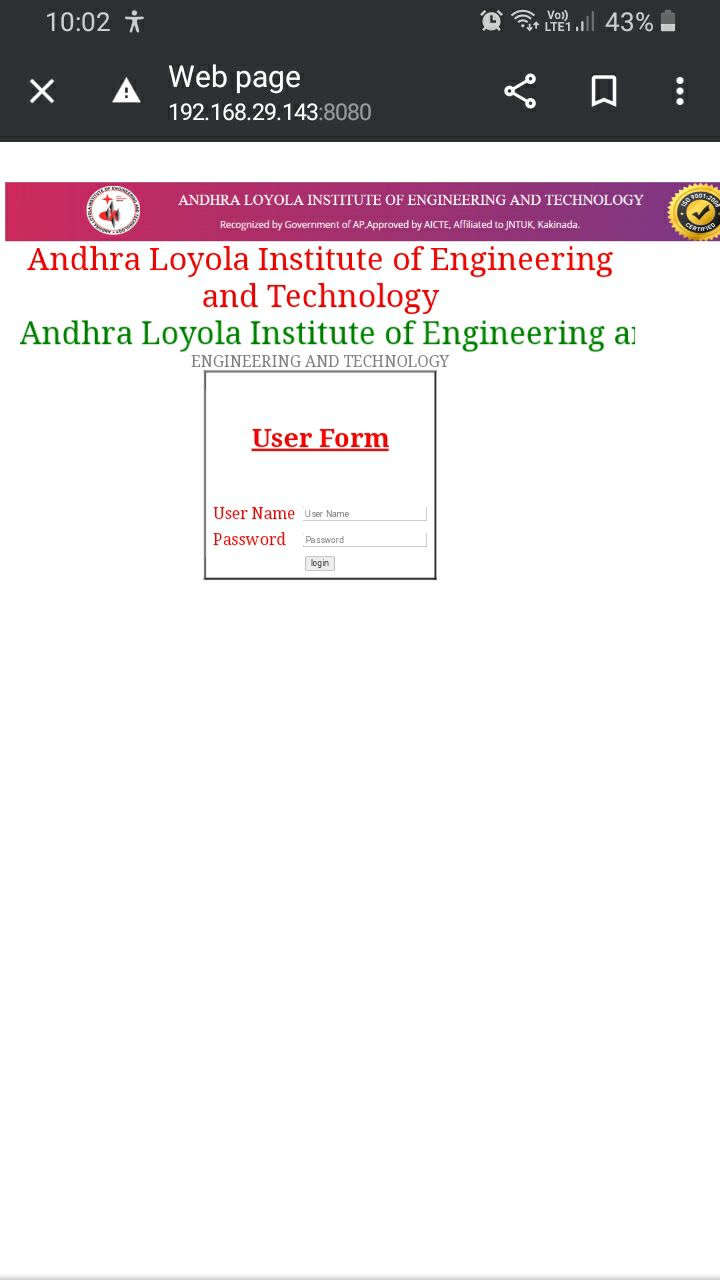 10:02
Vo)) LTE1 43%
Web page
192.168.29.143:8080
ANDHRA LOYOLA INSTITUTE OF ENGINEERING AND TECHNOLOGY
Recognized by Government of AP,Approved by AICTE, Affiliated to JNTUK, Kakinada.
ISO 9001:2008
CERTIFIED
Andhra Loyola Institute of Engineering
and Technology
Andhra Loyola Institute of Engineering
ENGINEERING AND TECHNOLOGY
User Form
User Name User Name
Password Password
login